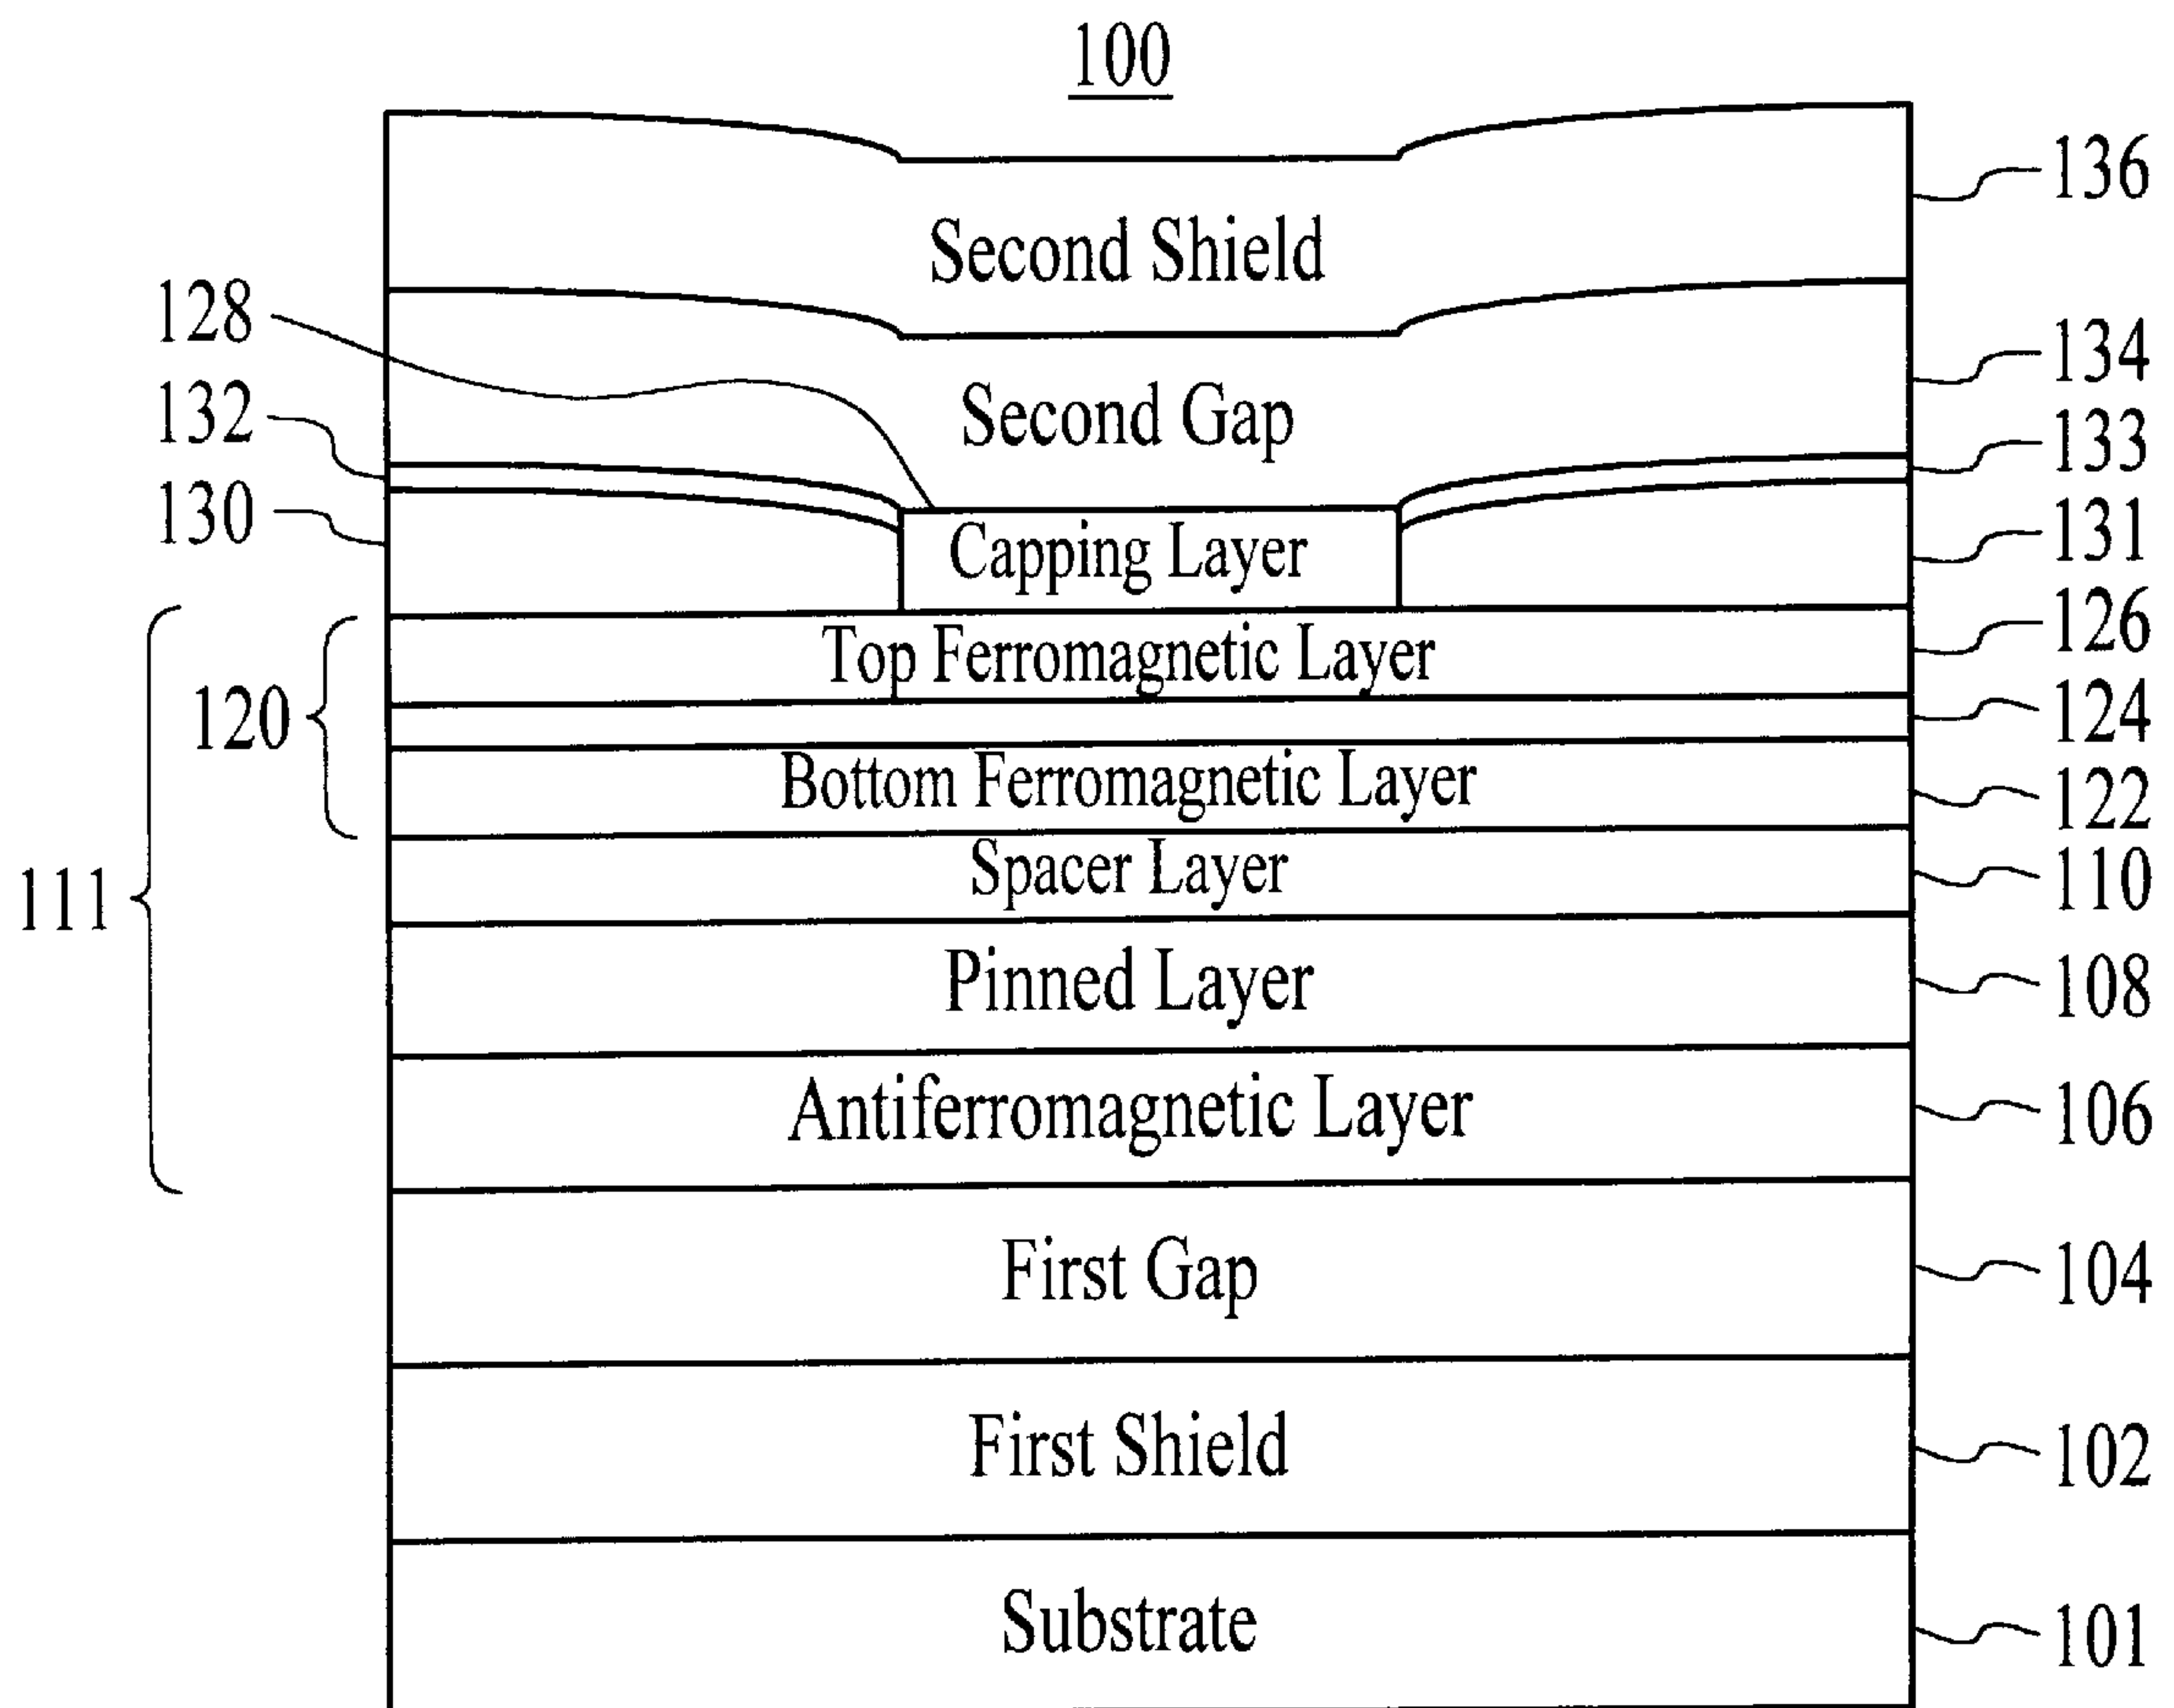 100
136
Second Shield
128
134
132
Second Gap
133
130
Capping Layer
131
126
Top Ferromagnetic Layer
120
124
Bottom Ferromagnetic Layer
122
Spacer Layer
110
111
Pinned Layer
108
Antiferromagnetic Layer
106
First Gap
104
First Shield
102
Substrate
101